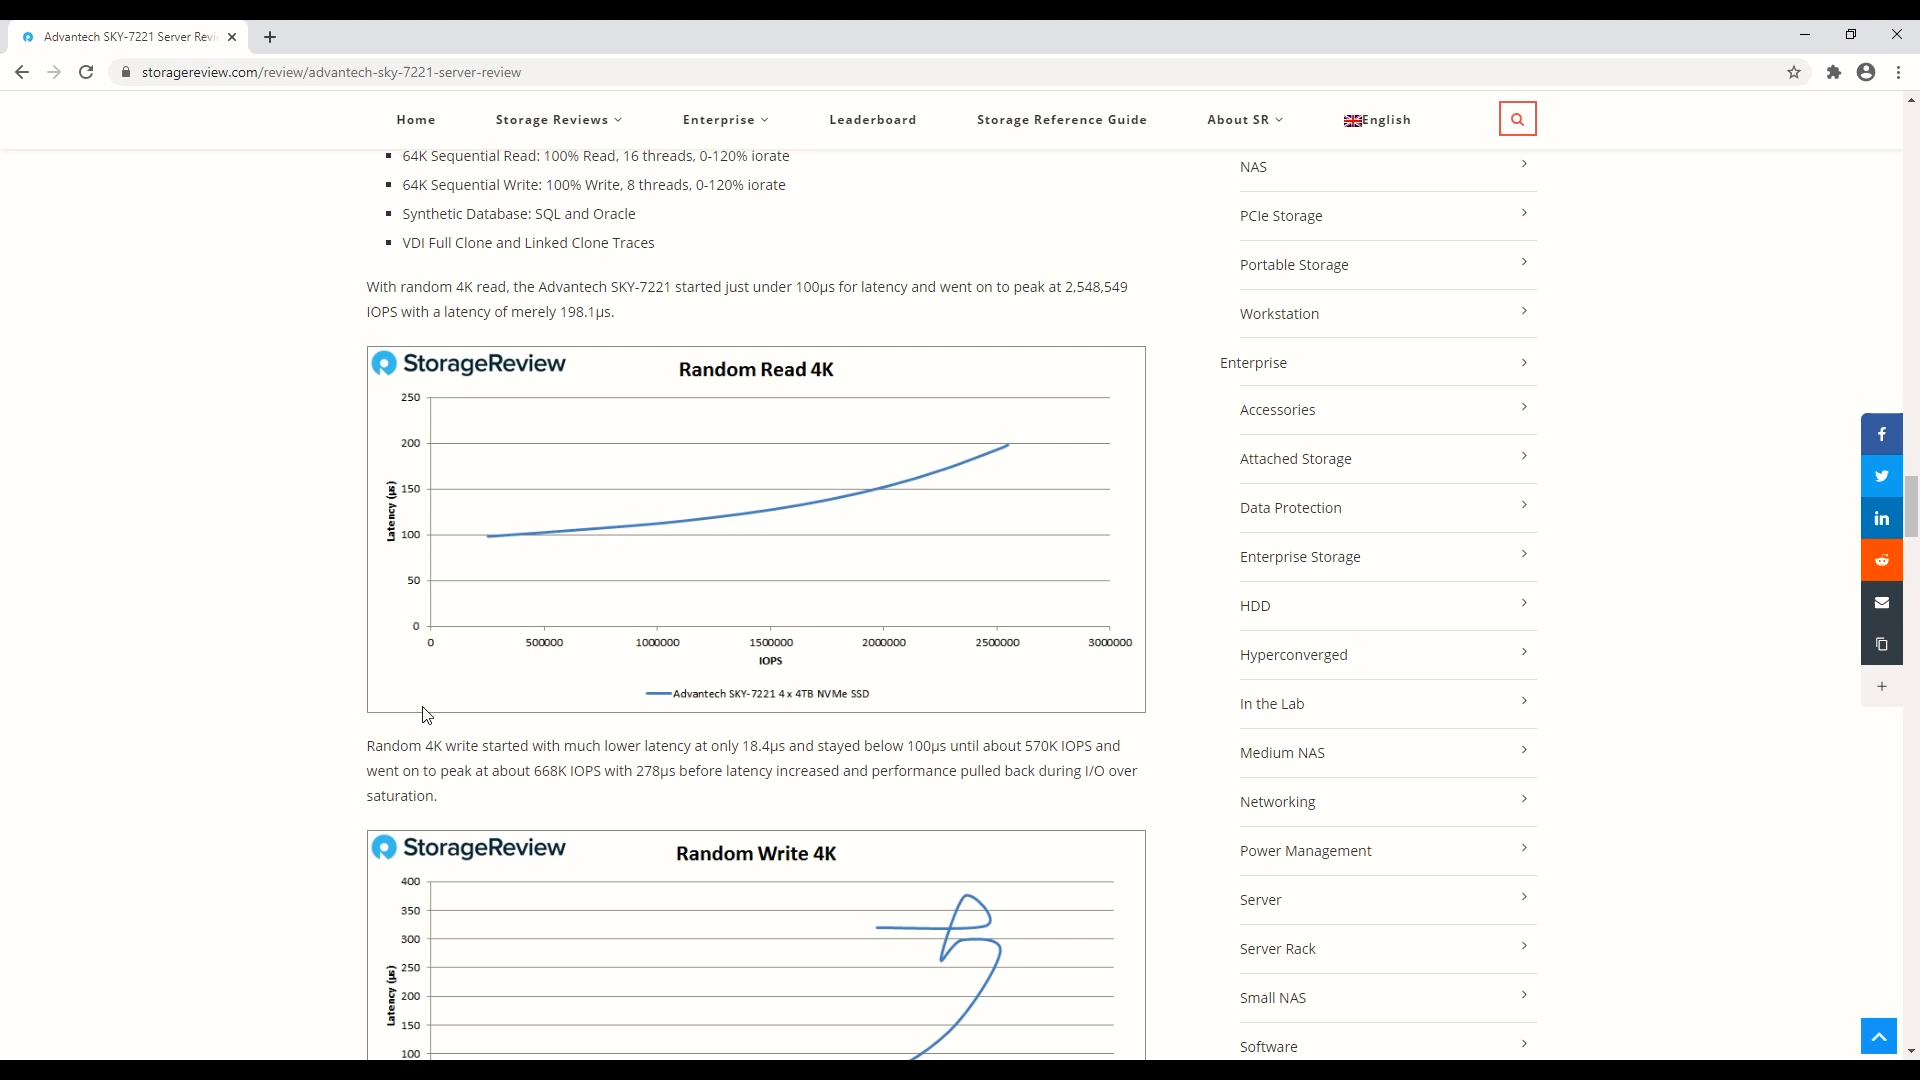 Advantech SKY-7221 Server Revi
storagereview.com/review/advantech-sky-7221-server-review
Home Storage Reviews Enterprise Leaderboard Storage Reference Guide About SR English
64K Sequential Read: 100% Read, 16 threads, 0-120% iorate
64K Sequential Write: 100% Write, 8 threads, 0-120% iorate
Synthetic Database: SQL and Oracle
VDI Full Clone and Linked Clone Traces
With random 4K read, the Advantech SKY-7221 started just under 100µs for latency and went on to peak at 2,548,549
IOPS with a latency of merely 198.1µs.
StorageReview
Random Read 4K
250
200
150
100
50
0
Latency (µs)
0 500000 1000000 1500000 2000000 2500000 3000000
IOPS
Advantech SKY-7221 4 x 4TB NVMe SSD
Random 4K write started with much lower latency at only 18.4µs and stayed below 100µs until about 570K IOPS and
went on to peak at about 668K IOPS with 278µs before latency increased and performance pulled back during I/O over
saturation.
StorageReview
Random Write 4K
400
350
300
250
200
150
100
Latency (µs)
NAS
PCIe Storage
Portable Storage
Workstation
Enterprise
Accessories
Attached Storage
Data Protection
Enterprise Storage
HDD
Hyperconverged
In the Lab
Medium NAS
Networking
Power Management
Server
Server Rack
Small NAS
Software